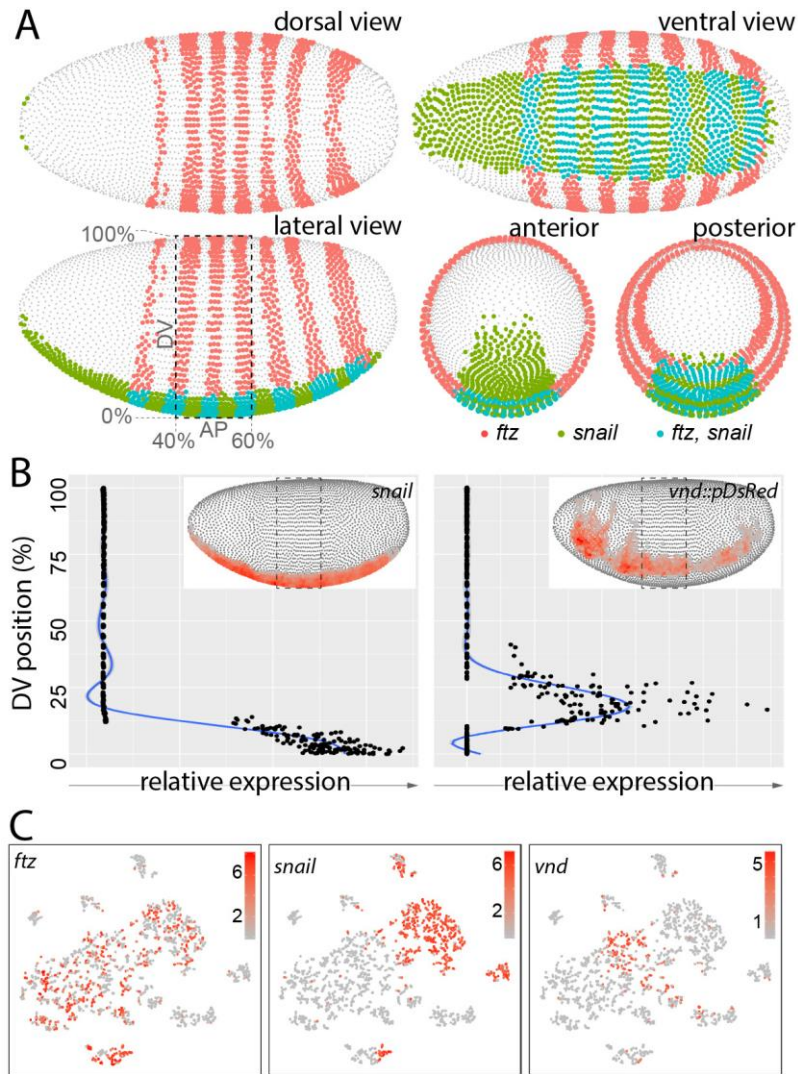 A
dorsal view
ventral view
100%
lateral view
anterior
posterior
DV
0%
AP
40%
60%
ftz
snail
ftz, snail
B
snail
vnd::pDsRed
DV position (%)
100
75
50
25
0
relative expression
relative expression
C
ftz
6
2
snail
6
2
vnd
5
1